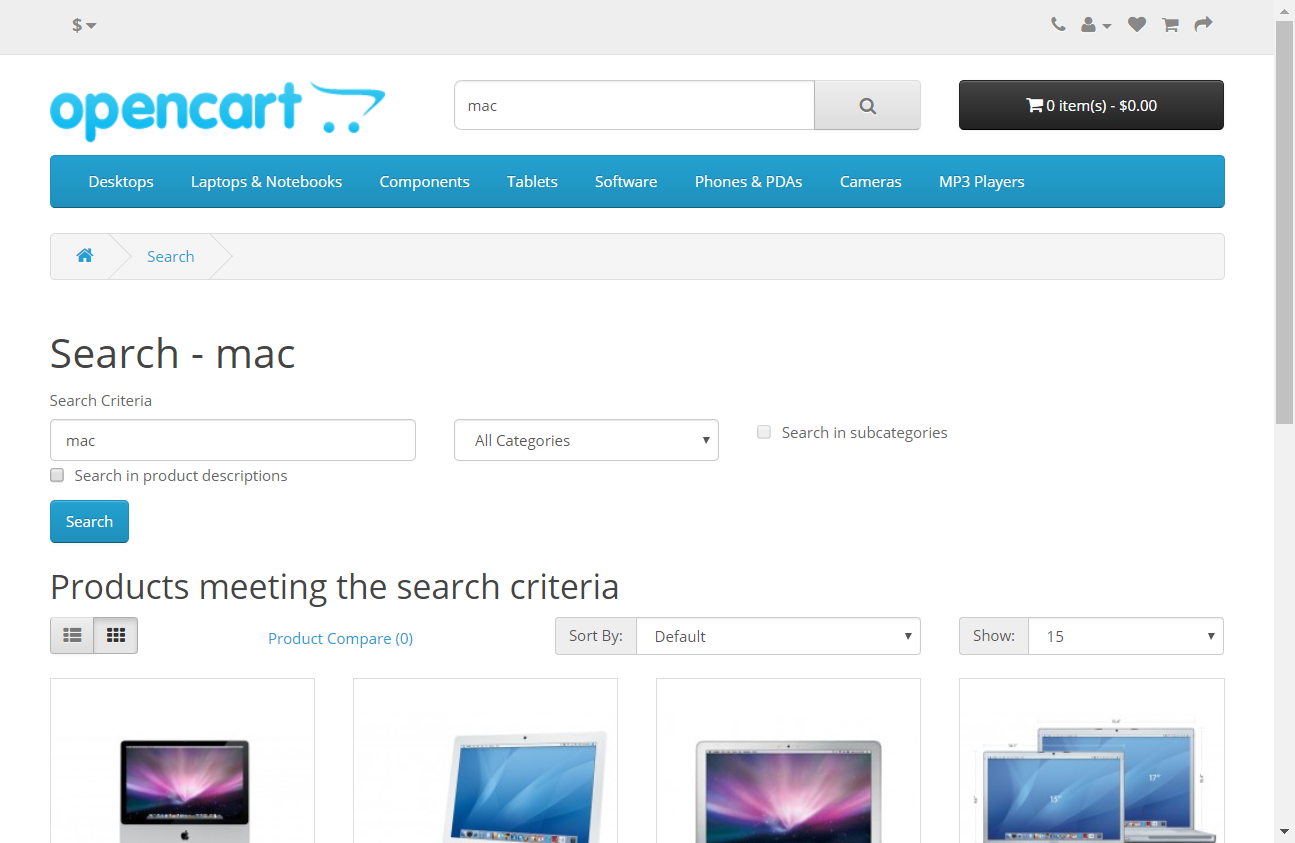 $
opencart
mac
0 item(s) - $0.00
Desktops Laptops & Notebooks Components Tablets Software Phones & PDAs Cameras MP3 Players
Search
Search - mac
Search Criteria
mac
All Categories
Search in subcategories
Search in product descriptions
Search
Products meeting the search criteria
Product Compare (0)
Sort By: Default
Show: 15
17"
15"